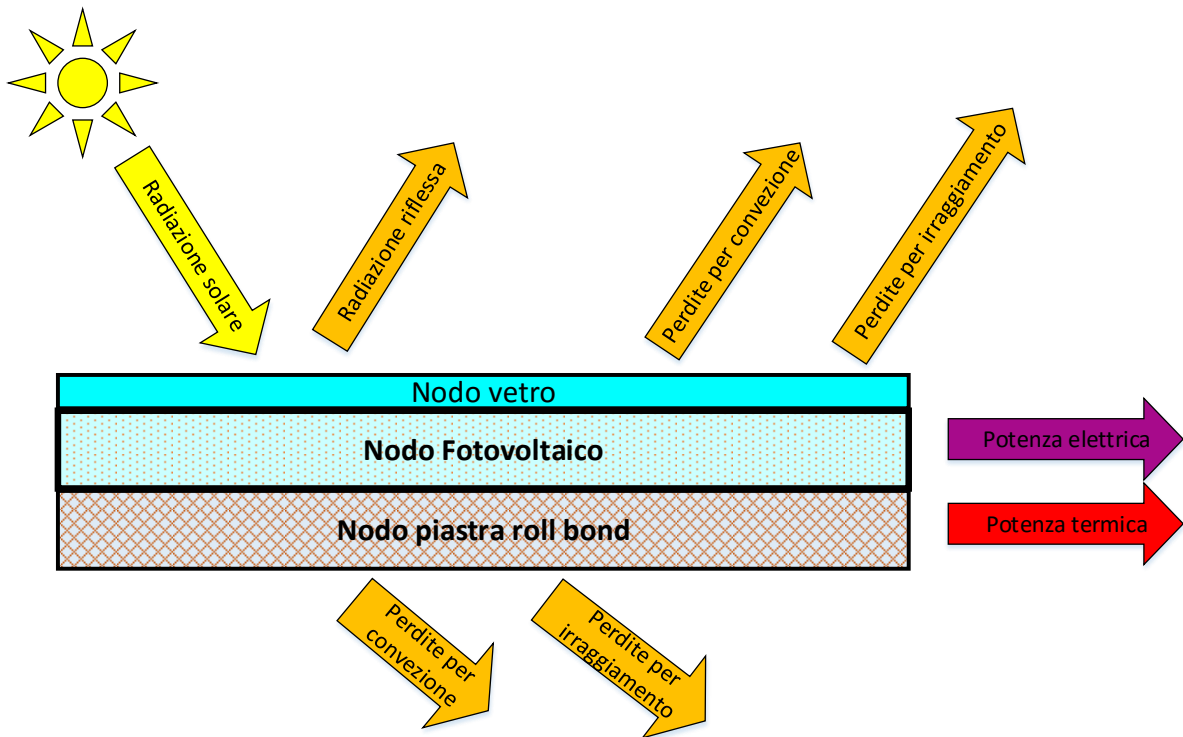 Radiazione solare
Radiazione riflessa
Perdite per convezione
Perdite per irraggiamento
Nodo vetro
Nodo Fotovoltaico
Potenza elettrica
Nodo piastra roll bond
Potenza termica
Perdite per
convezione
Perdite per
irraggiamento